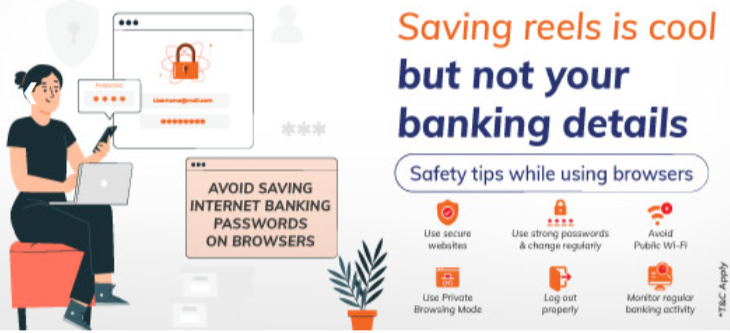 Saving reels is cool
but not your
banking details
Safety tips while using browsers
PASSWORD
Username@mail.com
***
AVOID SAVING
INTERNET BANKING
PASSWORDS
ON BROWSERS
Use secure
websites
Use strong passwords
& change regularly
Avoid
Public Wi-Fi
Use Private
Browsing Mode
Log out
properly
Monitor regular
banking activity
*T&C Apply